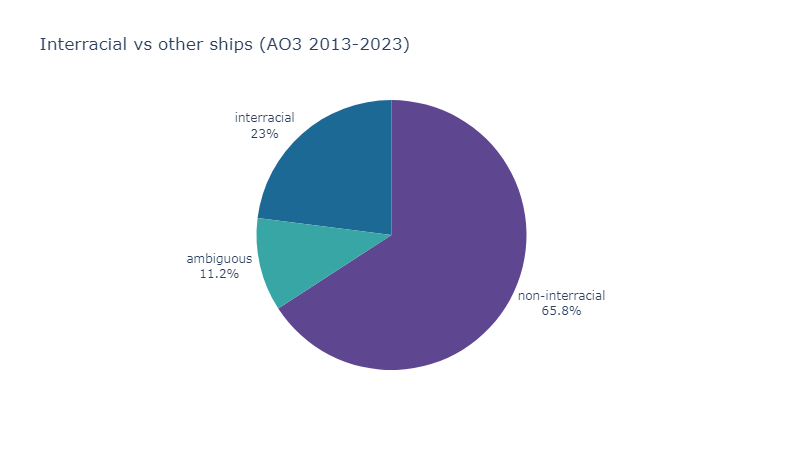 Interracial vs other ships (AO3 2013-2023)
interracial
23%
ambiguous
11.2%
non-interracial
65.8%